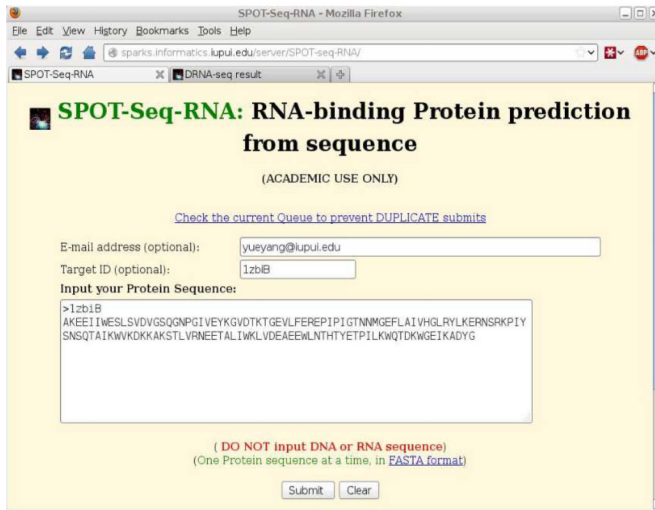 SPOT-Seq-RNA - Mozilla Firefox
File Edit View History Bookmarks Tools Help
sparks.informatics.iupui.edu/server/SPOT-seq-RNA/
ABP
SPOT-Seq-RNA DRNA-seq result
SPOT-Seq-RNA: RNA-binding Protein prediction
from sequence
(ACADEMIC USE ONLY)
Check the current Queue to prevent DUPLICATE submits
E-mail address (optional): yueyang@iupui.edu
Target ID (optional): 1zbiB
Input your Protein Sequence:
>1zbiB
AKEEIIWESLSVDVGSQGNPGIVEYKGVDTKTGEVLFEREPIPIGTNNMGEFLAIVHGLRYLKERNSRKPIY
SNSQTAIKWVKDKKAKSTLVRNEETALIWKLVDEAEEWLNTHTYETPILKWQTDKWGEIKADYG
( DO NOT input DNA or RNA sequence)
(One Protein sequence at a time, in FASTA format)
Submit Clear